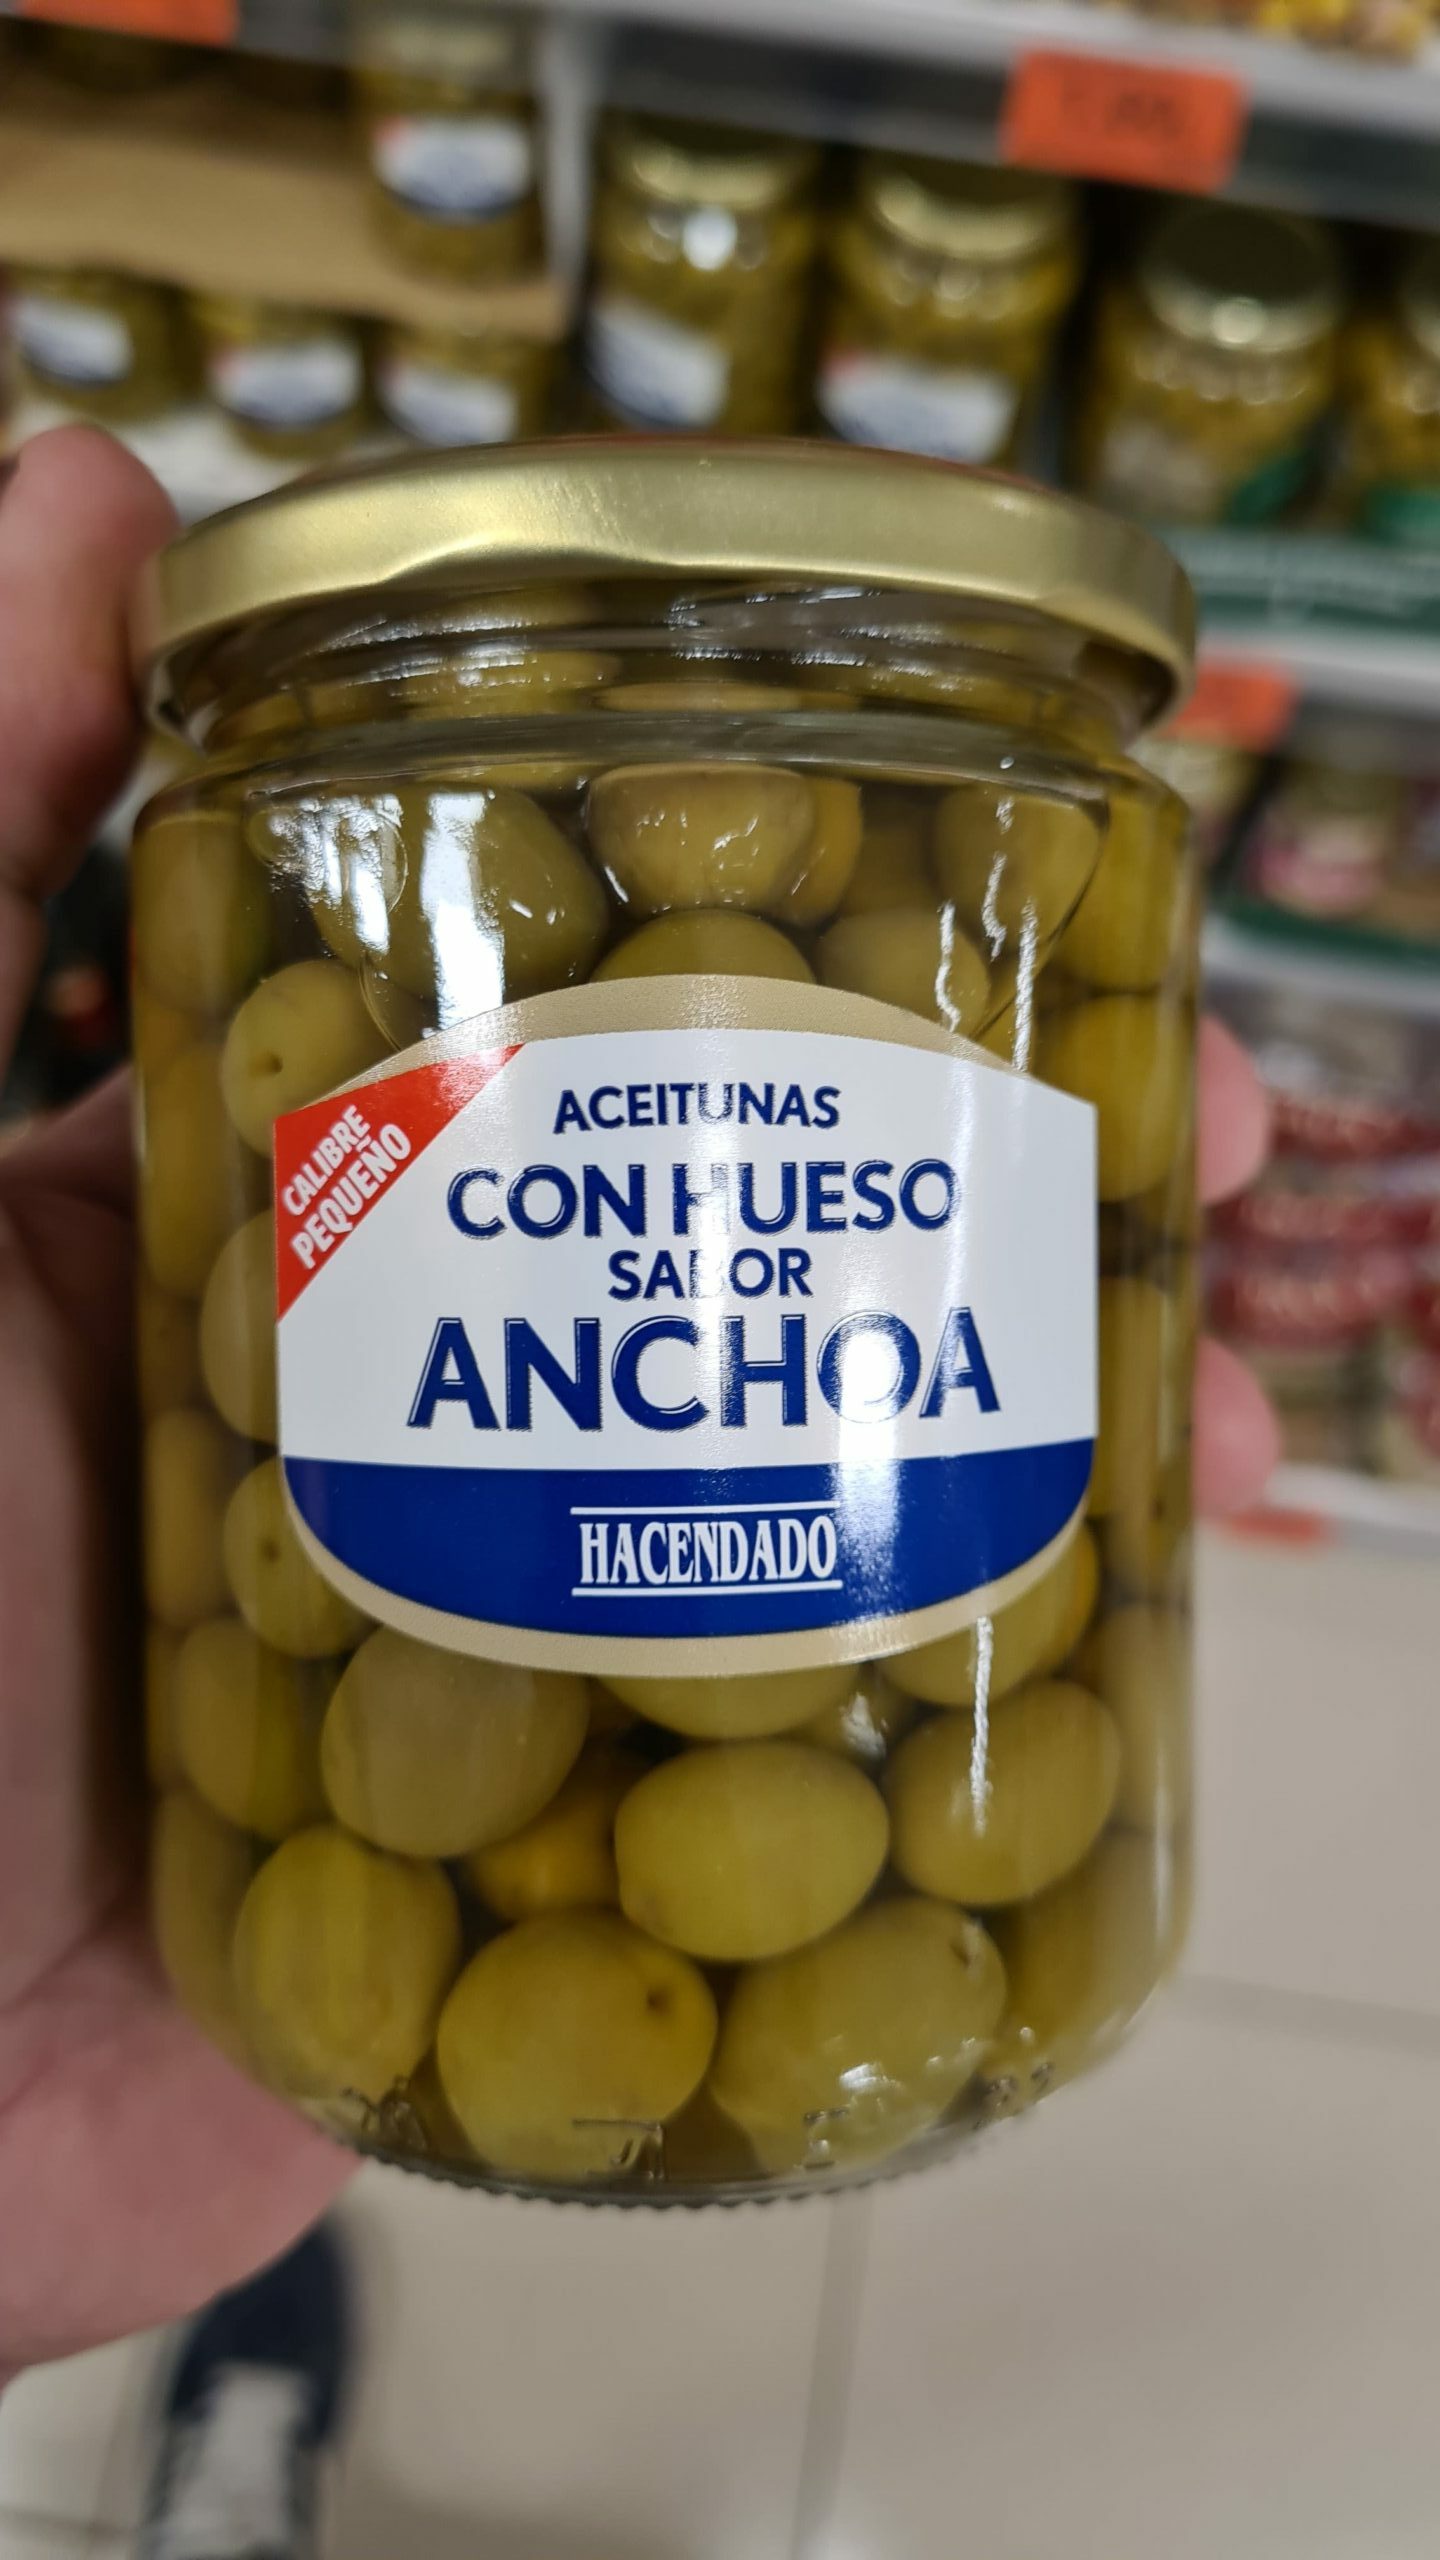 CALIBRE
PEQUEÑO
ACEITUNAS
CON HUESO
SABOR
ANCHOA
HACENDADO